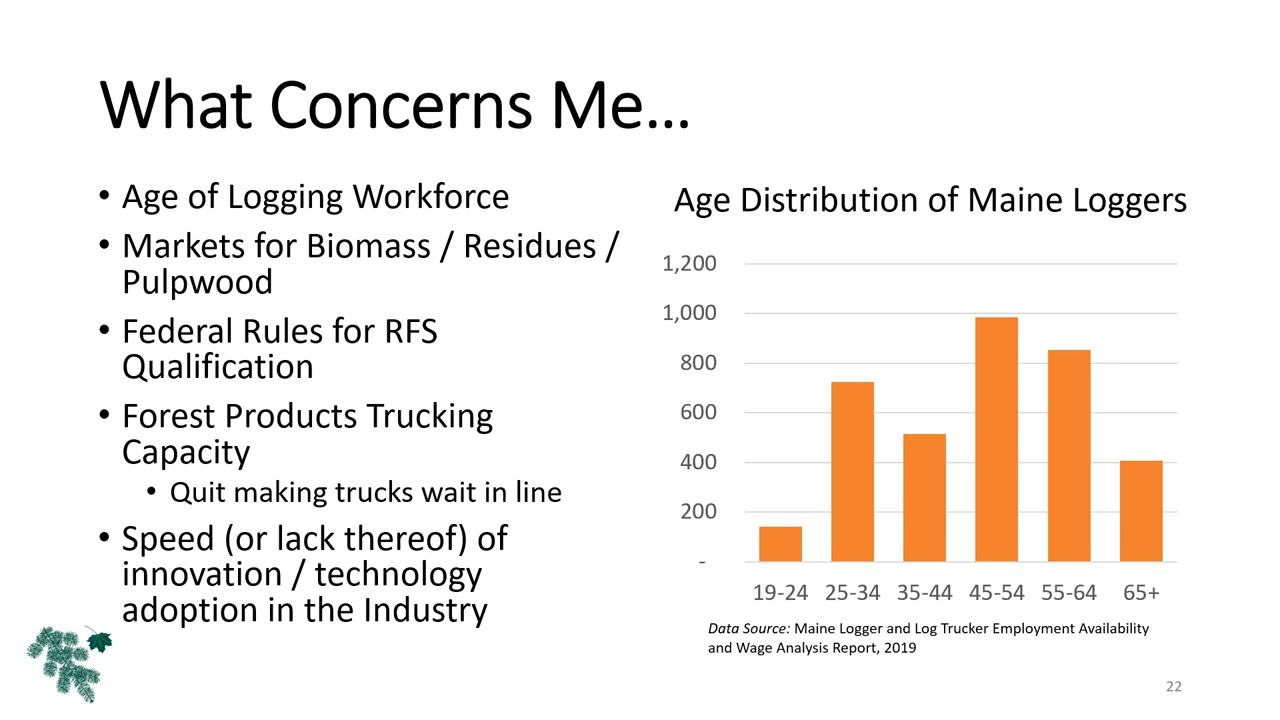 What Concerns Me...
• Age of Logging Workforce
• Markets for Biomass / Residues /
Pulpwood
• Federal Rules for RFS
Qualification
• Forest Products Trucking
Capacity
• Quit making trucks wait in line
• Speed (or lack thereof) of
innovation / technology
adoption in the Industry
Age Distribution of Maine Loggers
1,200
1,000
800
600
400
200
-
19-24 25-34 35-44 45-54 55-64 65+
Data Source: Maine Logger and Log Trucker Employment Availability
and Wage Analysis Report, 2019
22